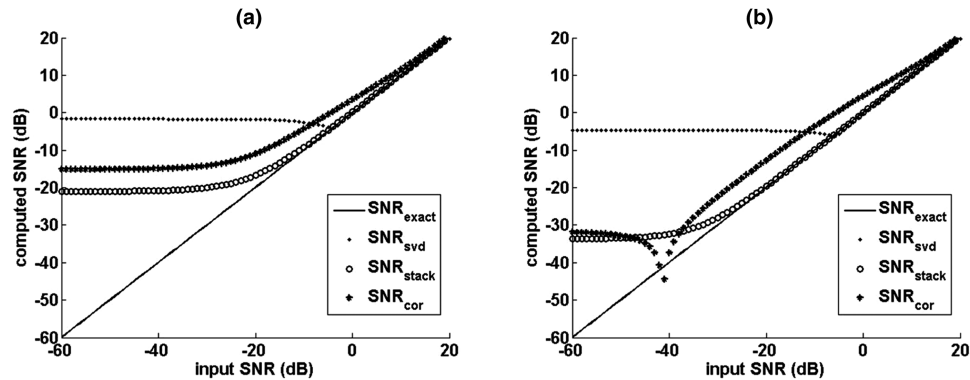 (a)
20
10
0
-10
-20
-30
-40
-50
-60
-60 -40 -20 0 20
computed SNR (dB)
input SNR (dB)
SNRexact
SNRsvd
SNRstack
SNRcor
(b)
20
10
0
-10
-20
-30
-40
-50
-60
-60 -40 -20 0 20
computed SNR (dB)
input SNR (dB)
SNRexact
SNRsvd
SNRstack
SNRcor